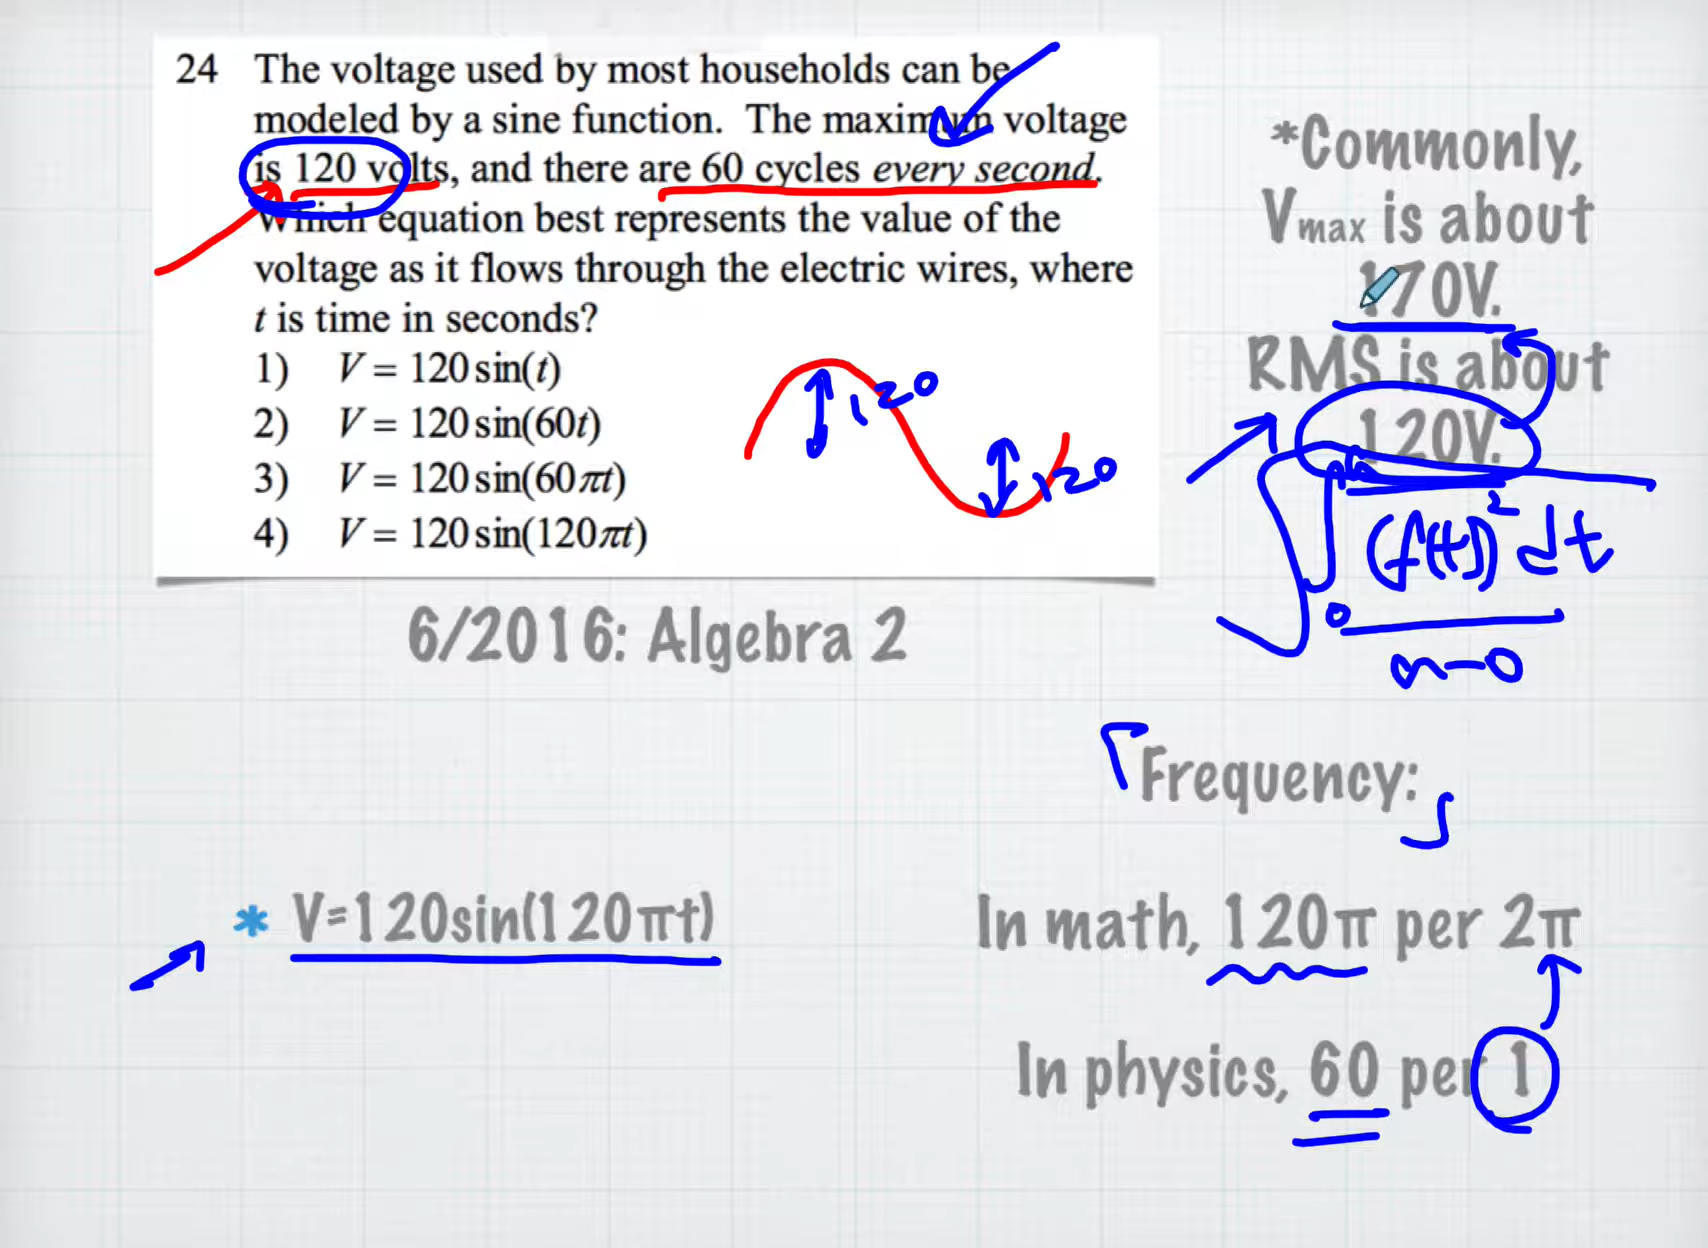 24 The voltage used by most households can be
modeled by a sine function. The maximum voltage
is 120 volts, and there are 60 cycles every second.
Which equation best represents the value of the
voltage as it flows through the electric wires, where
t is time in seconds?
1) V = 120 sin(t)
2) V = 120 sin(60t)
3) V = 120 sin(60πt)
4) V = 120 sin(120πt)
120
120
6/2016: Algebra 2
*Commonly,
Vmax is about
170V.
RMS is about
120V.
√ ∫ 0 n (f(t))² dt
n-0
Frequency:
* V=120sin(120πt)
In math, 120π per 2π
In physics, 60 per 1